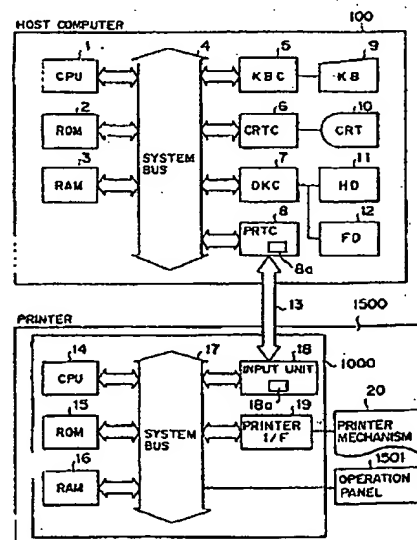 HOST COMPUTER
100
1
4
5
9
CPU
KBC
KB
2
6
10
ROM
CRTC
CRT
3
7
11
RAM
SYSTEM
BUS
DKC
HD
8
12
PRTC
FD
8a
13
1500
PRINTER
14
17
18
1000
CPU
INPUT UNIT
18a
20
15
19
ROM
SYSTEM
BUS
PRINTER
I/F
PRINTER
MECHANISM
16
1501
RAM
OPERATION
PANEL